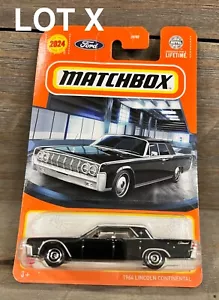 LOT X
2024
Ford
LIFETIME
MATCHBOX
1964 LINCOLN CONTINENTAL